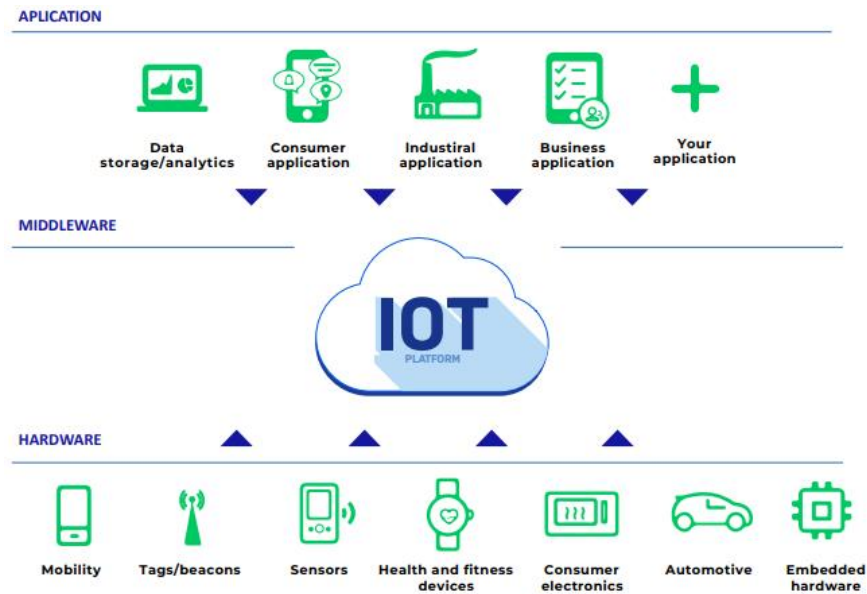 APLICATION
Data
storage/analytics
Consumer
application
Industiral
application
Business
application
Your
application
MIDDLEWARE
IOT
PLATFORM
HARDWARE
Mobility
Tags/beacons
Sensors
Health and fitness
devices
Consumer
electronics
Automotive
Embedded
hardware